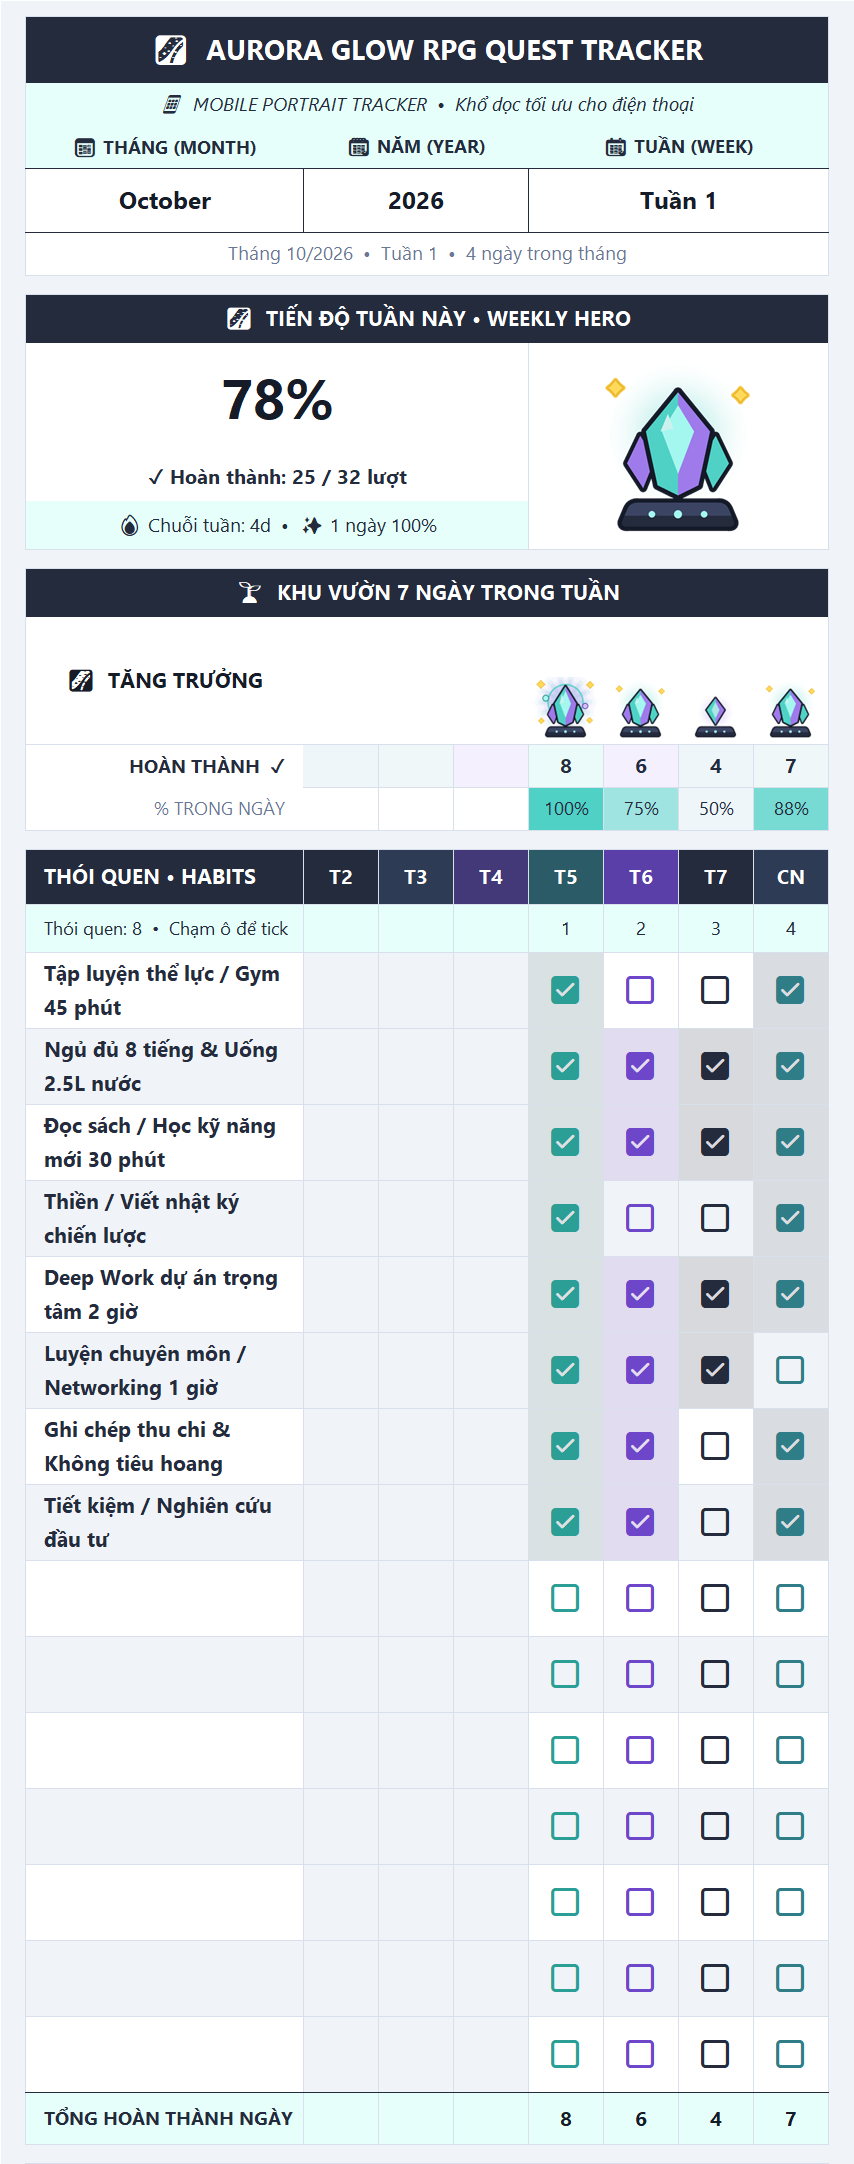 AURORA GLOW RPG QUEST TRACKER
MOBILE PORTRAIT TRACKER • Khổ dọc tối ưu cho điện thoại
THÁNG (MONTH) NĂM (YEAR) TUẦN (WEEK)
October 2026 Tuần 1
Tháng 10/2026 • Tuần 1 • 4 ngày trong tháng
TIẾN ĐỘ TUẦN NÀY • WEEKLY HERO
78%
✓ Hoàn thành: 25 / 32 lượt
Chuỗi tuần: 4d • 1 ngày 100%
KHU VƯỜN 7 NGÀY TRONG TUẦN
TĂNG TRƯỞNG
HOÀN THÀNH ✓ 8 6 4 7
% TRONG NGÀY 100% 75% 50% 88%
THÓI QUEN • HABITS T2 T3 T4 T5 T6 T7 CN
Thói quen: 8 • Chạm ô để tick 1 2 3 4
Tập luyện thể lực / Gym
45 phút
Ngủ đủ 8 tiếng & Uống
2.5L nước
Đọc sách / Học kỹ năng
mới 30 phút
Thiền / Viết nhật ký
chiến lược
Deep Work dự án trọng
tâm 2 giờ
Luyện chuyên môn /
Networking 1 giờ
Ghi chép thu chi &
Không tiêu hoang
Tiết kiệm / Nghiên cứu
đầu tư
TỔNG HOÀN THÀNH NGÀY 8 6 4 7